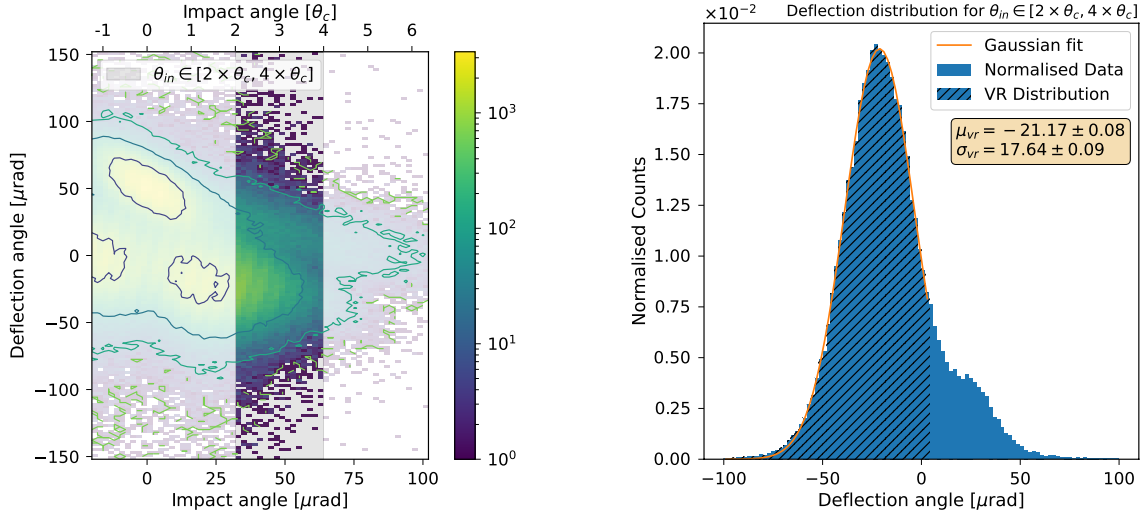 Impact angle [θc]
−1 0 1 2 3 4 5 6
θin ∈ [2 × θc, 4 × θc]
150
100
50
0
−50
−100
−150
Deflection angle [μrad]
0 25 50 75 100
Impact angle [μrad]
10³
10²
10¹
10⁰
×10⁻² Deflection distribution for θin ∈ [2 × θc, 4 × θc]
Gaussian fit
Normalised Data
VR Distribution
μvr = −21.17 ± 0.08
σvr = 17.64 ± 0.09
2.00
1.75
1.50
1.25
1.00
0.75
0.50
0.25
0.00
Normalised Counts
−100 −50 0 50 100
Deflection angle [μrad]